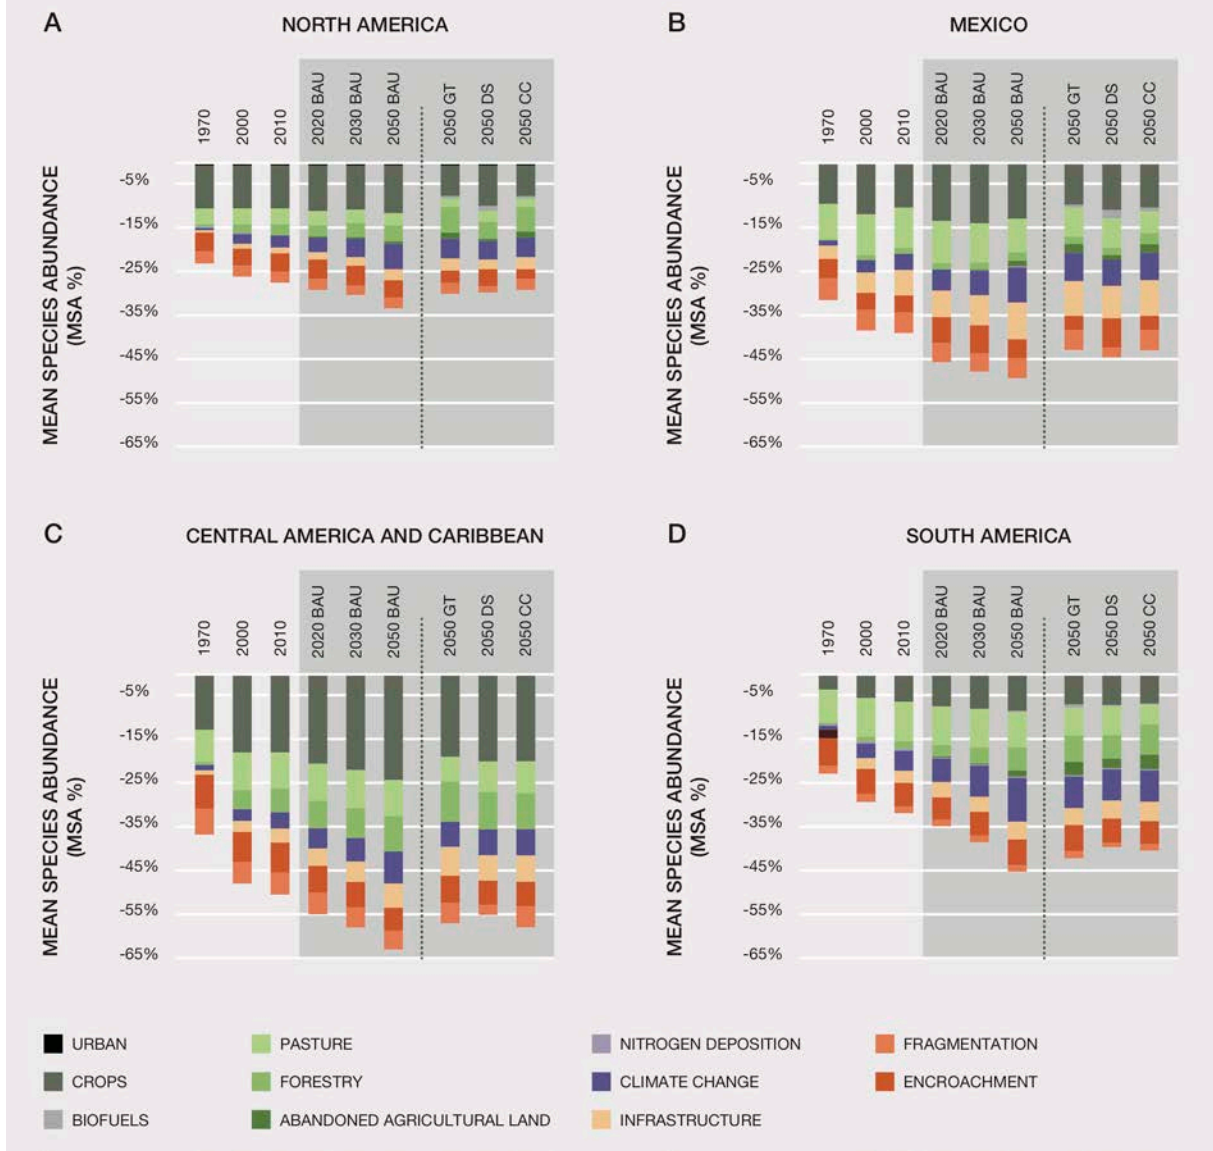 A
NORTH AMERICA
1970
2000
2010
2020 BAU
2030 BAU
2050 BAU
2050 GT
2050 DS
2050 CC
MEAN SPECIES ABUNDANCE
(MSA %)
-5%
-15%
-25%
-35%
-45%
-55%
-65%
B
MEXICO
1970
2000
2010
2020 BAU
2030 BAU
2050 BAU
2050 GT
2050 DS
2050 CC
MEAN SPECIES ABUNDANCE
(MSA %)
-5%
-15%
-25%
-35%
-45%
-55%
-65%
C
CENTRAL AMERICA AND CARIBBEAN
1970
2000
2010
2020 BAU
2030 BAU
2050 BAU
2050 GT
2050 DS
2050 CC
MEAN SPECIES ABUNDANCE
(MSA %)
-5%
-15%
-25%
-35%
-45%
-55%
-65%
D
SOUTH AMERICA
1970
2000
2010
2020 BAU
2030 BAU
2050 BAU
2050 GT
2050 DS
2050 CC
MEAN SPECIES ABUNDANCE
(MSA %)
-5%
-15%
-25%
-35%
-45%
-55%
-65%
URBAN
CROPS
BIOFUELS
PASTURE
FORESTRY
ABANDONED AGRICULTURAL LAND
NITROGEN DEPOSITION
CLIMATE CHANGE
INFRASTRUCTURE
FRAGMENTATION
ENCROACHMENT